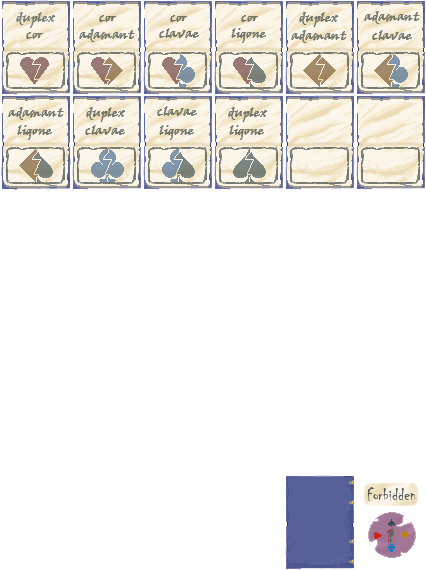 duplex
cor
cor
adamant
cor
clavae
cor
ligone
duplex
adamant
adamant
clavae
adamant
ligone
duplex
clavae
clavae
ligone
duplex
ligone
Forbidden